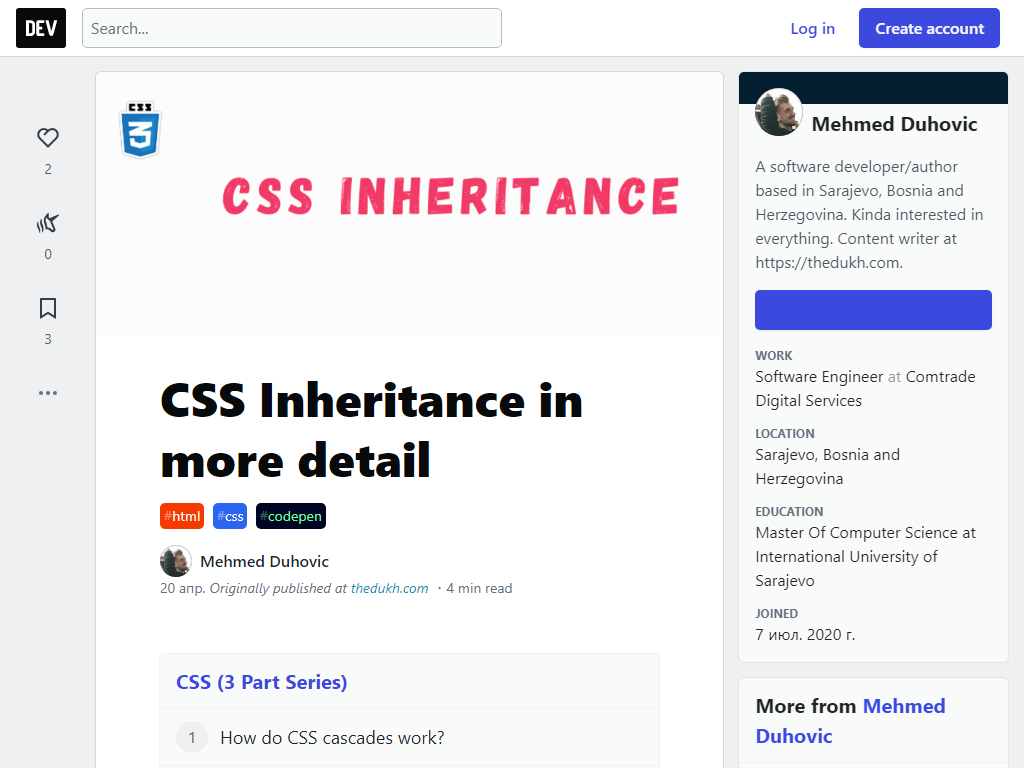 DEV
Search...
Log in
Create account
2
0
3
CSS
3
CSS INHERITANCE
CSS Inheritance in
more detail
#html #css #codepen
Mehmed Duhovic
20 апр. Originally published at thedukh.com ・4 min read
CSS (3 Part Series)
1 How do CSS cascades work?
Mehmed Duhovic
A software developer/author
based in Sarajevo, Bosnia and
Herzegovina. Kinda interested in
everything. Content writer at
https://thedukh.com.
WORK
Software Engineer at Comtrade
Digital Services
LOCATION
Sarajevo, Bosnia and
Herzegovina
EDUCATION
Master Of Computer Science at
International University of
Sarajevo
JOINED
7 июл. 2020 г.
More from Mehmed
Duhovic